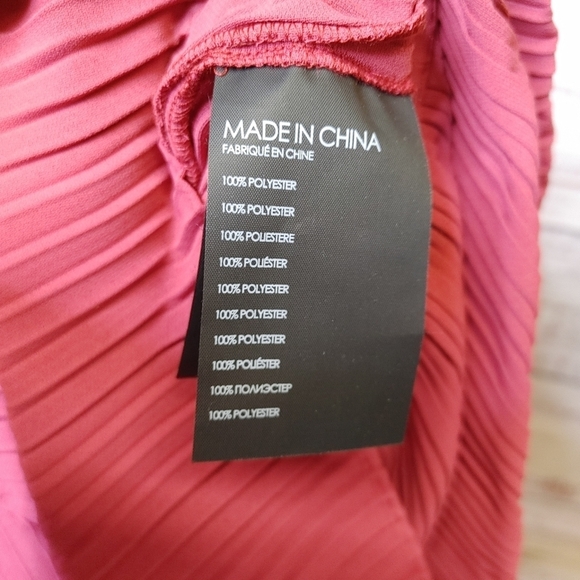 MADE IN CHINA
FABRIQUÉ EN CHINE
100% POLYESTER
100% POLYESTER
100% POLIESTERE
100% POLIÉSTER
100% POLYESTER
100% POLYESTER
100% POLYESTER
100% POLIÉSTER
100% ПОЛИЭСТЕР
100% POLYESTER